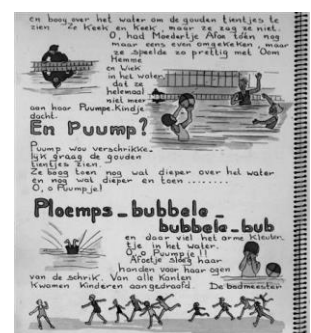 en boog over het water om de gouden tientjes te
zien. Ze keek en keek, maar ze zag ze niet.
O, had Moedertje Afoe toen nog
maar eens even omgekeken, maar
ze speelde zo prettig met Oom
Hemme
en Wiek
in het water,
dat ze
helemaal
niet meer
aan haar Puumpe-Kindje
dacht.
En Puump?
Puump wou verschrikke-
lijk graag de gouden
tientjes zien.
Ze boog toen nog wat dieper over het water
en nog wat dieper en toen ........
O, o Puumpje!
Ploemps - bubbele -
bubbele - bub
en daar viel het arme Kleuter-
tje in het water.
O, o Puumpje!!
Afoetje sloeg haar
handen voor haar ogen
van de schrik. Van alle kanten
Kwamen Kinderen aangedraafd. De badmeester